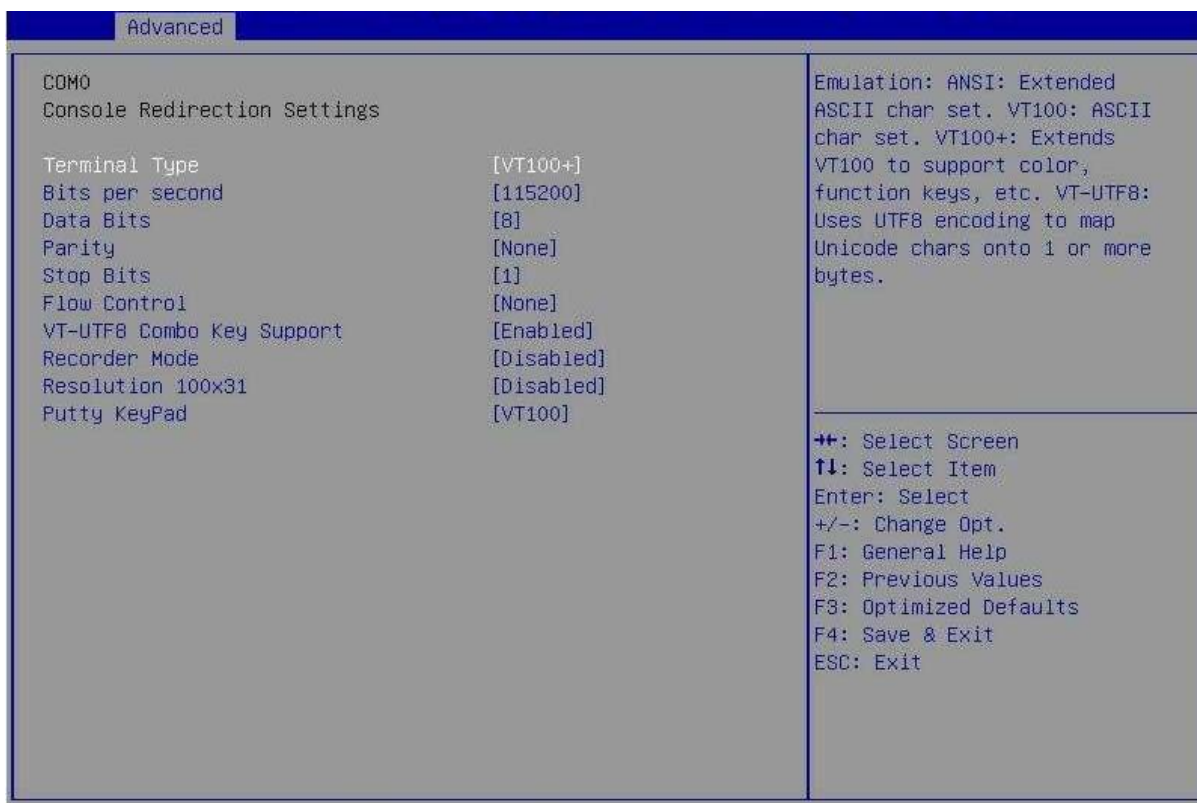 Advanced
COM0
Console Redirection Settings
Terminal Type [VT100+]
Bits per second [115200]
Data Bits [8]
Parity [None]
Stop Bits [1]
Flow Control [None]
VT-UTF8 Combo Key Support [Enabled]
Recorder Mode [Disabled]
Resolution 100x31 [Disabled]
Putty KeyPad [VT100]
Emulation: ANSI: Extended
ASCII char set. VT100: ASCII
char set. VT100+: Extends
VT100 to support color,
function keys, etc. VT-UTF8:
Uses UTF8 encoding to map
Unicode chars onto 1 or more
bytes.
→←: Select Screen
↑↓: Select Item
Enter: Select
+/-: Change Opt.
F1: General Help
F2: Previous Values
F3: Optimized Defaults
F4: Save & Exit
ESC: Exit